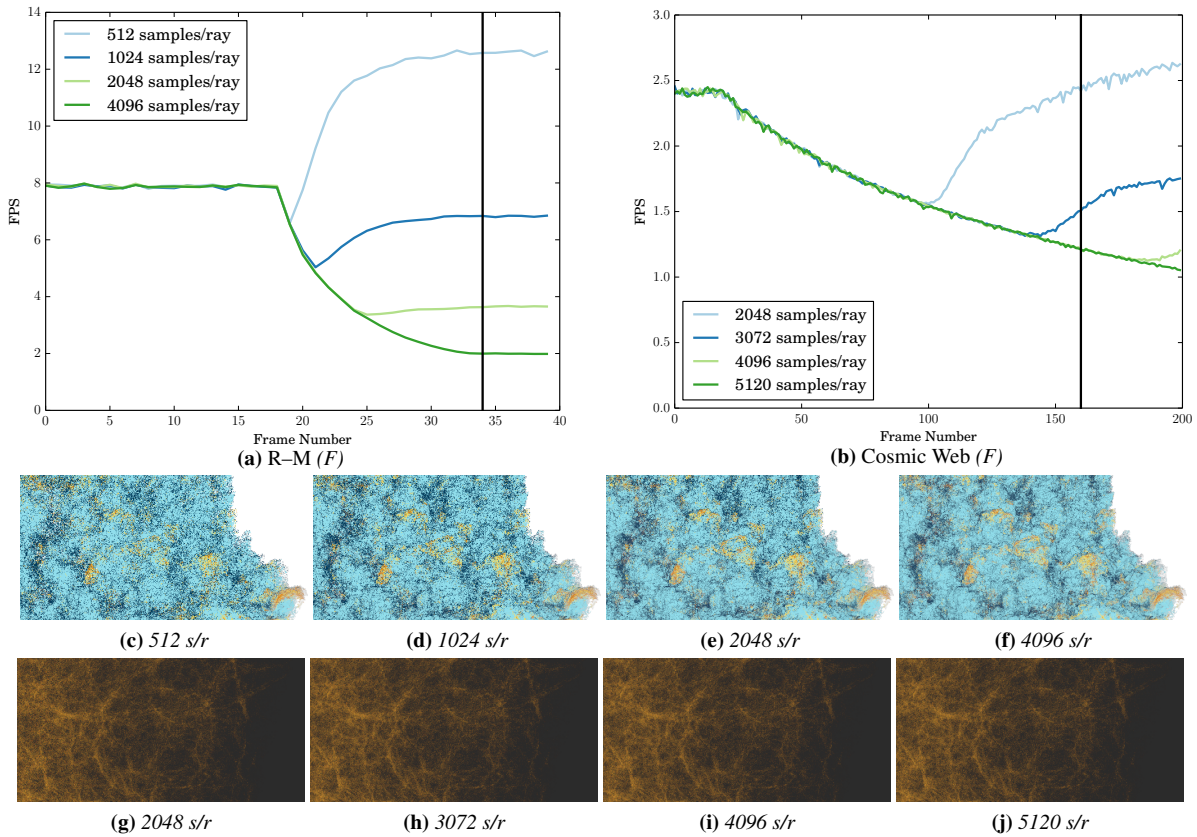 14
12
10
8
6
4
2
0
FPS
512 samples/ray
1024 samples/ray
2048 samples/ray
4096 samples/ray
0 5 10 15 20 25 30 35 40
Frame Number
(a) R–M (F)
3.0
2.5
2.0
1.5
1.0
0.5
0.0
FPS
2048 samples/ray
3072 samples/ray
4096 samples/ray
5120 samples/ray
0 50 100 150 200
Frame Number
(b) Cosmic Web (F)
(c) 512 s/r
(d) 1024 s/r
(e) 2048 s/r
(f) 4096 s/r
(g) 2048 s/r
(h) 3072 s/r
(i) 4096 s/r
(j) 5120 s/r